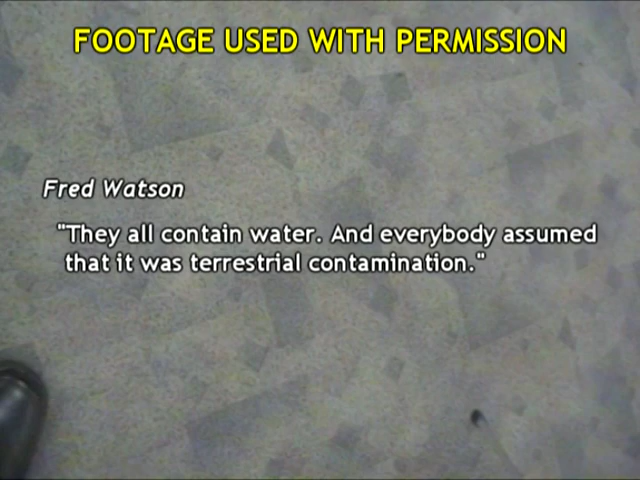 FOOTAGE USED WITH PERMISSION
Fred Watson
"They all contain water. And everybody assumed
that it was terrestrial contamination."